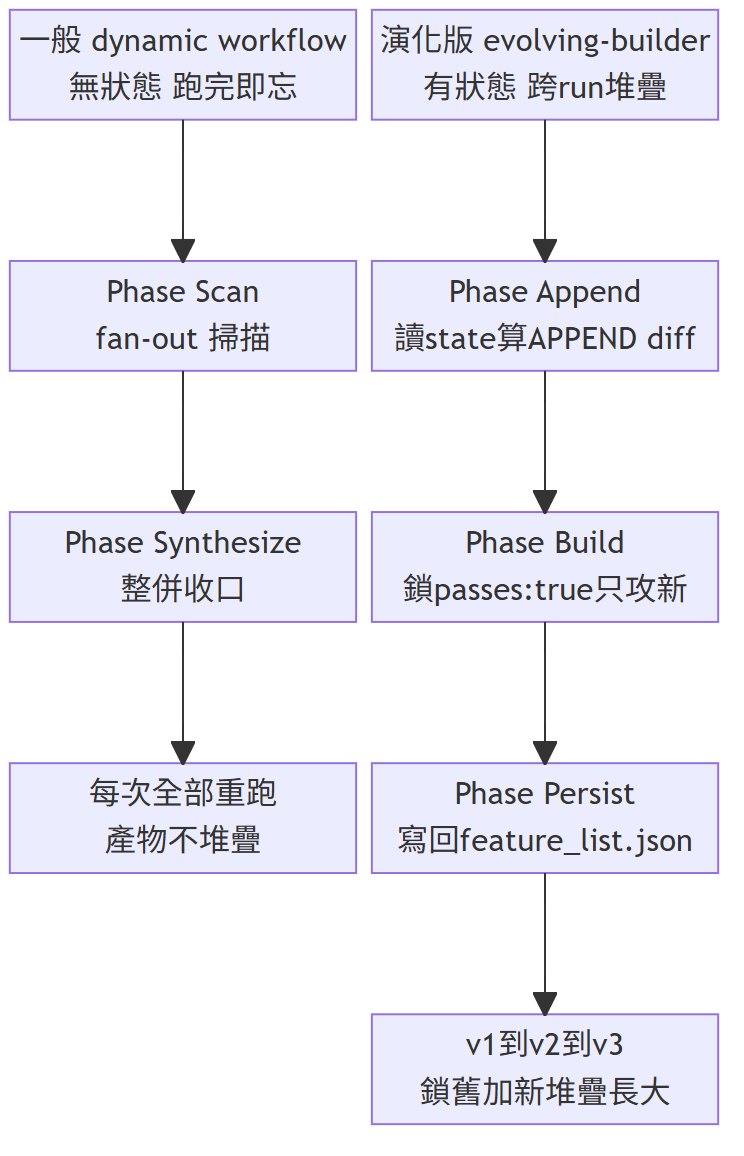 一般 dynamic workflow
無狀態 跑完即忘
Phase Scan
fan-out 掃描
Phase Synthesize
整併收口
每次全部重跑
產物不堆疊
演化版 evolving-builder
有狀態 跨run堆疊
Phase Append
讀state算APPEND diff
Phase Build
鎖passes:true只攻新
Phase Persist
寫回feature_list.json
v1到v2到v3
鎖舊加新堆疊長大